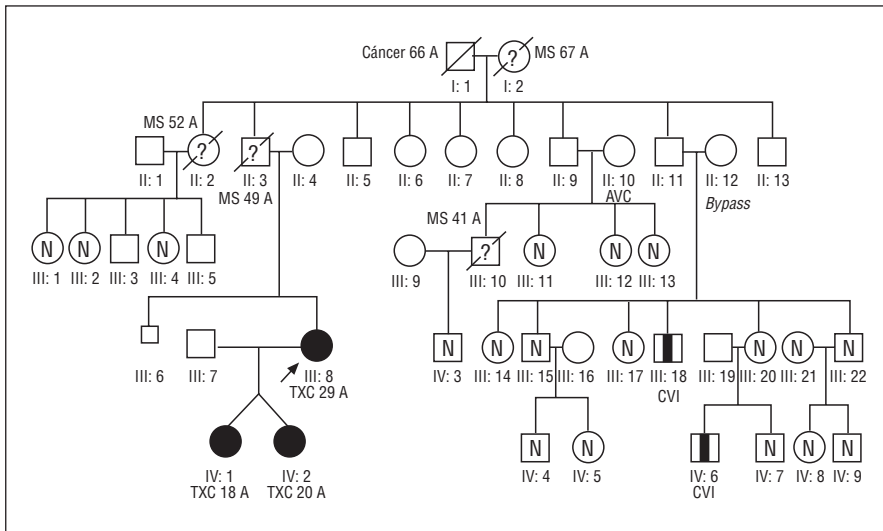 Cáncer 66 A ? MS 67 A
I: 1 I: 2
MS 52 A
? ?
II: 1 II: 2 II: 3 II: 4 II: 5 II: 6 II: 7 II: 8 II: 9 II: 10 II: 11 II: 12 II: 13
MS 49 A AVC Bypass
MS 41 A
N N N ? N N N
III: 1 III: 2 III: 3 III: 4 III: 5 III: 9 III: 10 III: 11 III: 12 III: 13
N N N N N N N
III: 6 III: 7 III: 8 IV: 3 III: 14 III: 15 III: 16 III: 17 III: 18 III: 19 III: 20 III: 21 III: 22
TXC 29 A CVI
N N N N N
IV: 1 IV: 2 IV: 4 IV: 5 IV: 6 IV: 7 IV: 8 IV: 9
TXC 18 A TXC 20 A CVI